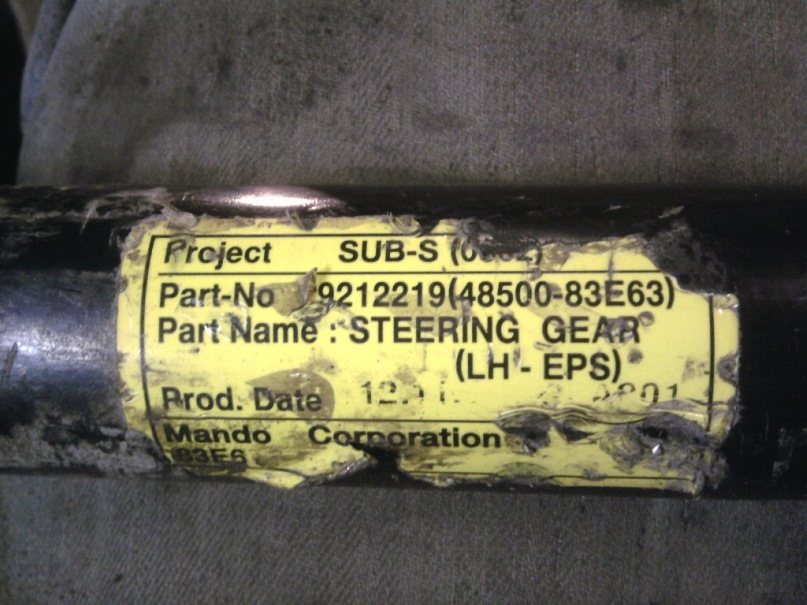 Project SUB-S
Part-No 9212219(48500-83E63)
Part Name : STEERING GEAR
(LH - EPS)
Prod. Date
Mando Corporation
83E6